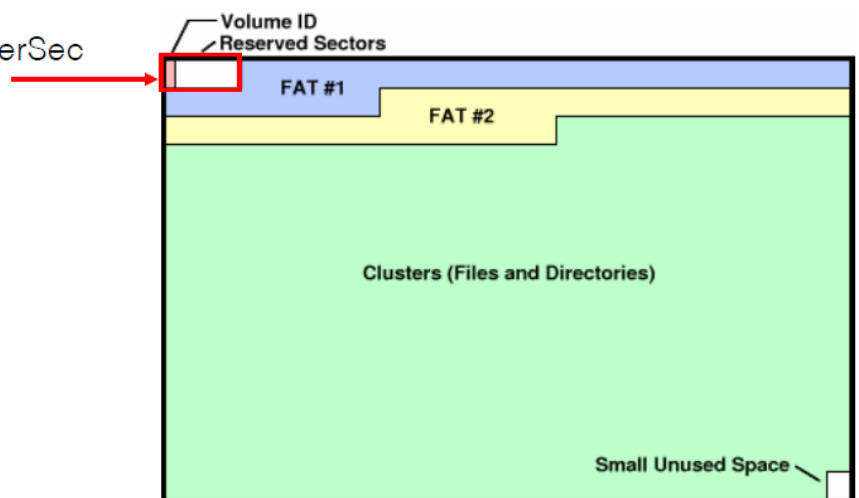 Volume ID
Reserved Sectors
erSec
FAT #1
FAT #2
Clusters (Files and Directories)
Small Unused Space